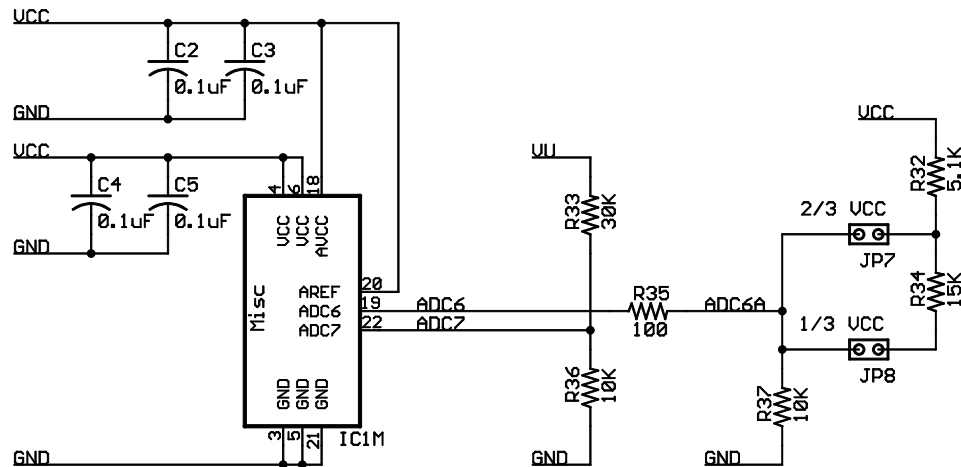 VCC
C2
0.1uF
C3
0.1uF
GND
VCC
C4
0.1uF
C5
0.1uF
GND
4
6
18
VCC
VCC
AVCC
Misc
AREF
ADC6
ADC7
20
19
22
ADC6
ADC7
GND
GND
GND
3
5
21
IC1M
GND
VU
R33
30K
R35
100
R36
10K
GND
ADC6A
VCC
R32
5.1K
2/3 VCC
JP7
R34
15K
1/3 VCC
JP8
R37
10K
GND